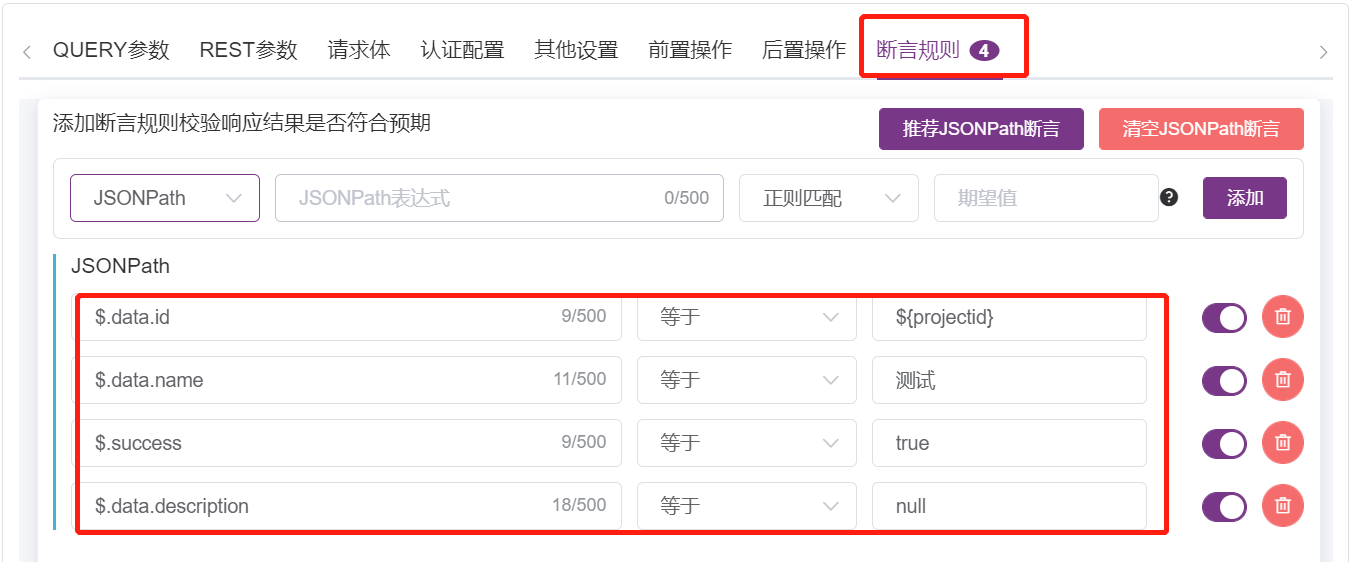 QUERY参数 REST参数 请求体 认证配置 其他设置 前置操作 后置操作 断言规则 4
添加断言规则校验响应结果是否符合预期 推荐JSONPath断言 清空JSONPath断言
JSONPath JSONPath表达式 0/500 正则匹配 期望值 ? 添加
JSONPath
$.data.id 9/500 等于 ${projectid}
$.data.name 11/500 等于 测试
$.success 9/500 等于 true
$.data.description 18/500 等于 null